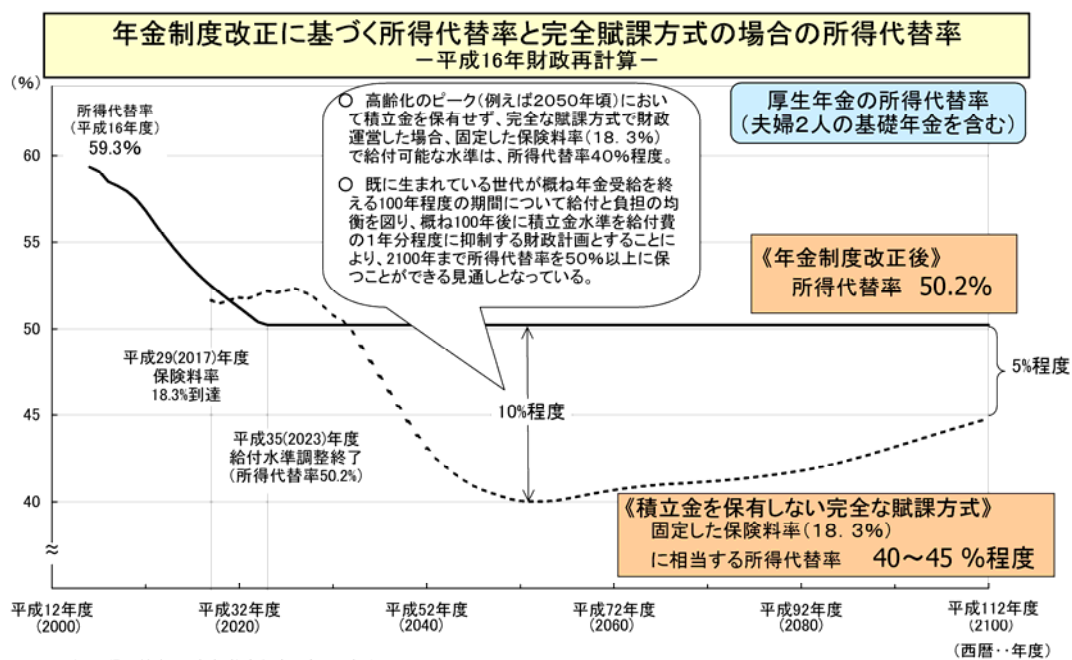 年金制度改正に基づく所得代替率と完全賦課方式の場合の所得代替率
－平成16年財政再計算－
(%)
所得代替率
(平成16年度)
59.3%
○ 高齢化のピーク(例えば2050年頃)におい
て積立金を保有せず、完全な賦課方式で財政
運営した場合、固定した保険料率(18.3%)
で給付可能な水準は、所得代替率40%程度。
○ 既に生まれている世代が概ね年金受給を終
える100年程度の期間について給付と負担の均
衡を図り、概ね100年後に積立金水準を給付費
の1年分程度に抑制する財政計画とすることに
より、2100年まで所得代替率を50%以上に保
つことができる見通しとなっている。
厚生年金の所得代替率
(夫婦2人の基礎年金を含む)
60
55
50
45
40
≈
《年金制度改正後》
所得代替率 50.2%
平成29(2017)年度
保険料率
18.3%到達
平成35(2023)年度
給付水準調整終了
(所得代替率50.2%)
10%程度
5%程度
《積立金を保有しない完全な賦課方式》
固定した保険料率(18.3%)
に相当する所得代替率 40～45 %程度
平成12年度
(2000)
平成32年度
(2020)
平成52年度
(2040)
平成72年度
(2060)
平成92年度
(2080)
平成112年度
(2100)
(西暦‥年度)